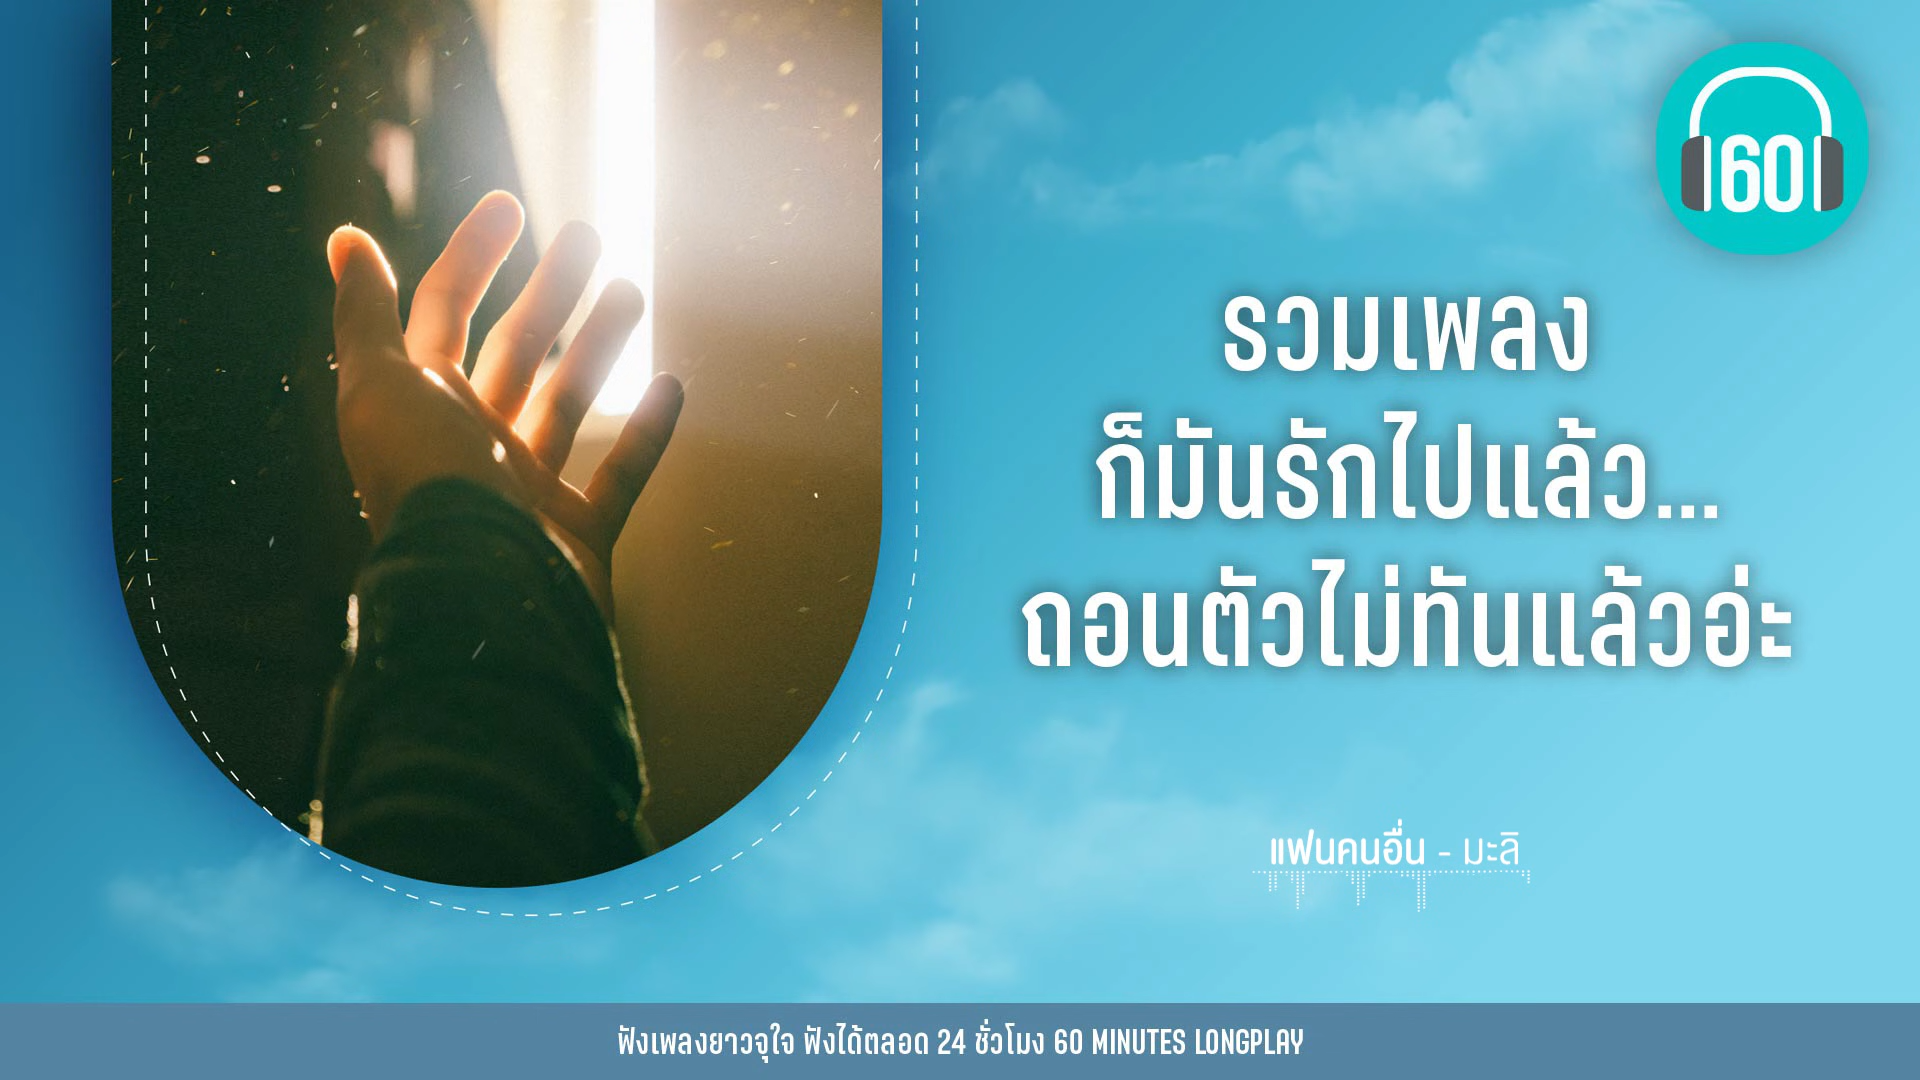 60
รวมเพลง
ก็มันรักไปแล้ว...
ถอนตัวไม่ทันแล้วอ่ะ
แฟนคนอื่น - มะลิ
ฟังเพลงยาวจุใจ ฟังได้ตลอด 24 ชั่วโมง 60 MINUTES LONGPLAY